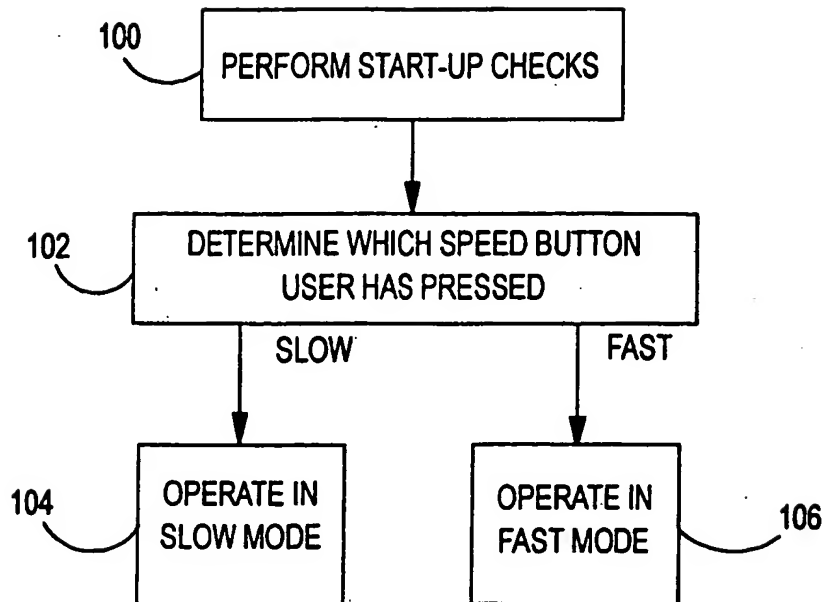 100
PERFORM START-UP CHECKS
102
DETERMINE WHICH SPEED BUTTON
USER HAS PRESSED
SLOW
FAST
104
OPERATE IN
SLOW MODE
OPERATE IN
FAST MODE
106